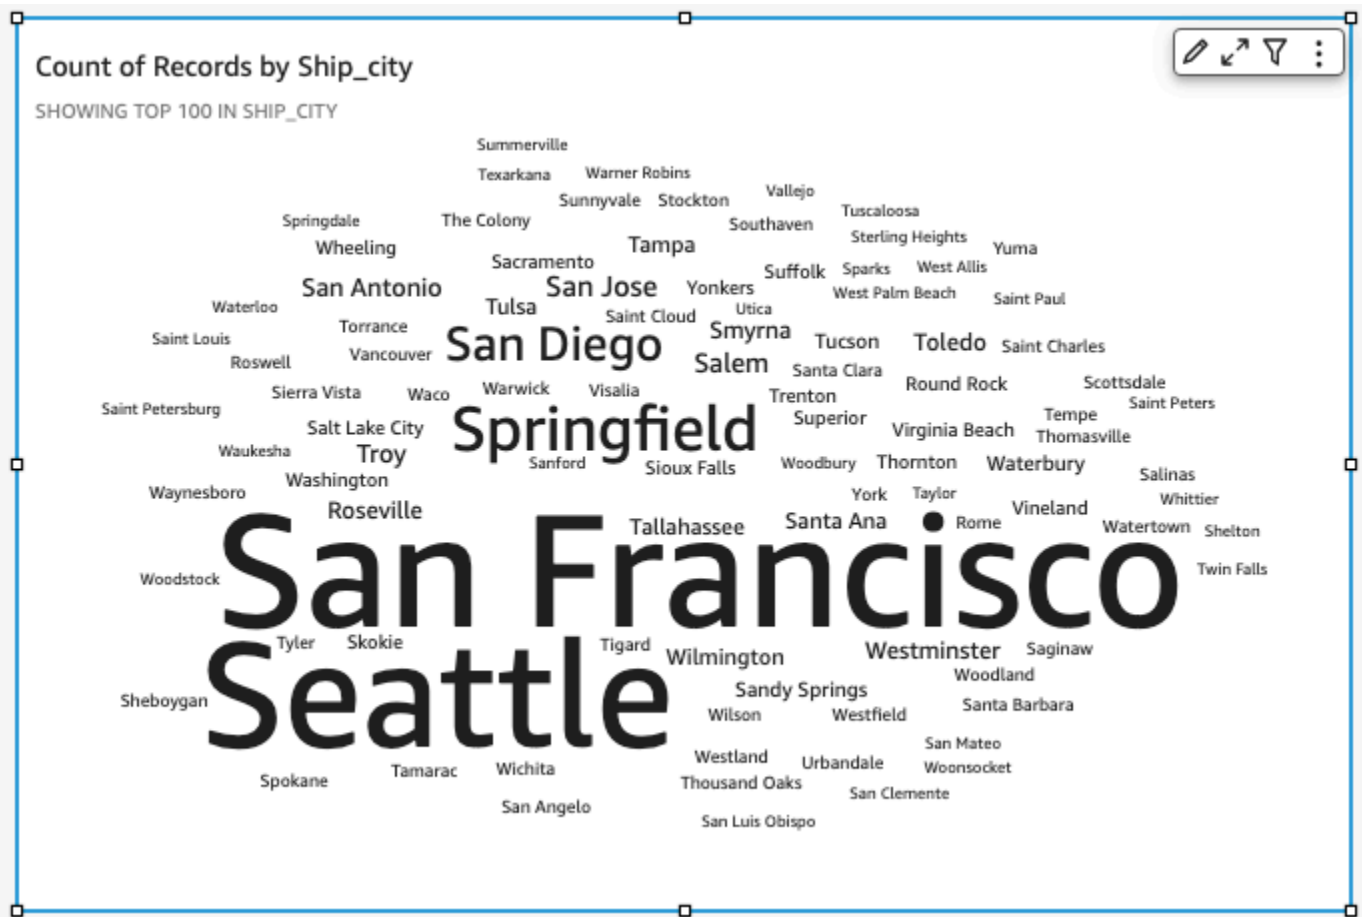 Count of Records by Ship_city
SHOWING TOP 100 IN SHIP_CITY
Summerville
Texarkana Warner Robins
Vallejo
Sunnyvale Stockton
Tuscaloosa
Springdale The Colony Southaven
Sterling Heights
Wheeling Tampa Yuma
Sacramento
Suffolk Sparks West Allis
San Antonio San Jose Yonkers
West Palm Beach Saint Paul
Waterloo Tulsa Utica
Saint Cloud
Torrance Smyrna
Saint Louis San Diego Tucson Toledo Saint Charles
Vancouver
Roswell Salem Santa Clara
Scottsdale
Sierra Vista Waco Warwick Visalia Round Rock
Trenton
Saint Petersburg Saint Peters
Tempe
Superior
Salt Lake City Springfield Virginia Beach Thomasville
Waukesha Troy
Sanford Sioux Falls Woodbury Thornton Waterbury
Washington Salinas
Waynesboro York Taylor Whittier
Roseville Vineland
Tallahassee Santa Ana Rome Watertown Shelton
San Francisco
Woodstock Twin Falls
Tyler Skokie Tigard
Wilmington Westminster Saginaw
Woodland
Seattle
Sheboygan Sandy Springs
Santa Barbara
Wilson Westfield
San Mateo
Westland Urbandale
Woonsocket
Spokane Tamarac Wichita
Thousand Oaks
San Clemente
San Angelo
San Luis Obispo